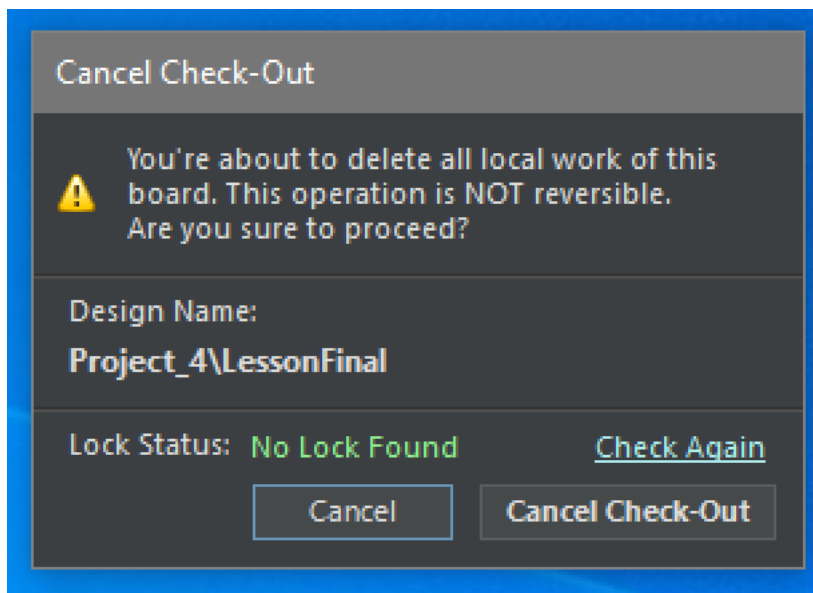 Cancel Check-Out
You're about to delete all local work of this
board. This operation is NOT reversible.
Are you sure to proceed?
Design Name:
Project_4\LessonFinal
Lock Status: No Lock Found Check Again
Cancel Cancel Check-Out